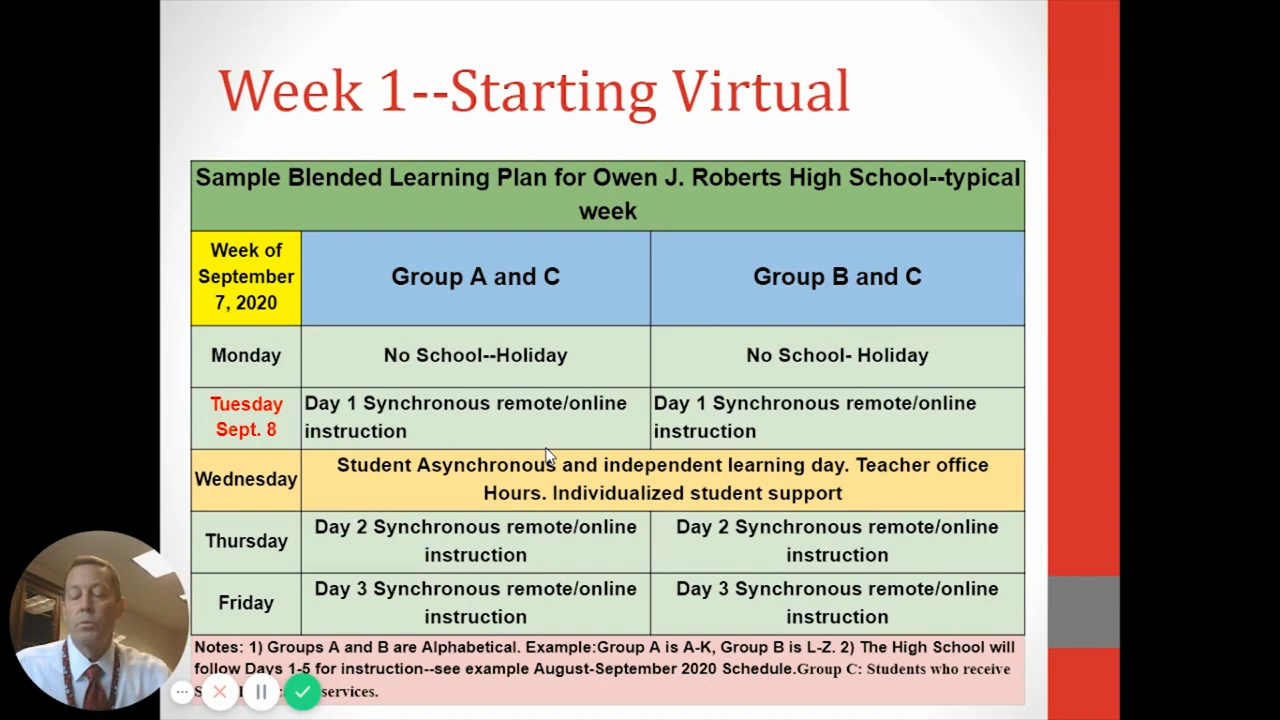 Week 1--Starting Virtual
Sample Blended Learning Plan for Owen J. Roberts High School--typical
week
Week of
September
7, 2020
Group A and C
Group B and C
Monday
No School--Holiday
No School- Holiday
Tuesday
Sept. 8
Day 1 Synchronous remote/online
instruction
Day 1 Synchronous remote/online
instruction
Wednesday
Student Asynchronous and independent learning day. Teacher office
Hours. Individualized student support
Thursday
Day 2 Synchronous remote/online
instruction
Day 2 Synchronous remote/online
instruction
Friday
Day 3 Synchronous remote/online
instruction
Day 3 Synchronous remote/online
instruction
Notes: 1) Groups A and B are Alphabetical. Example:Group A is A-K, Group B is L-Z. 2) The High School will
follow Days 1-5 for instruction--see example August-September 2020 Schedule.Group C: Students who receive
services.